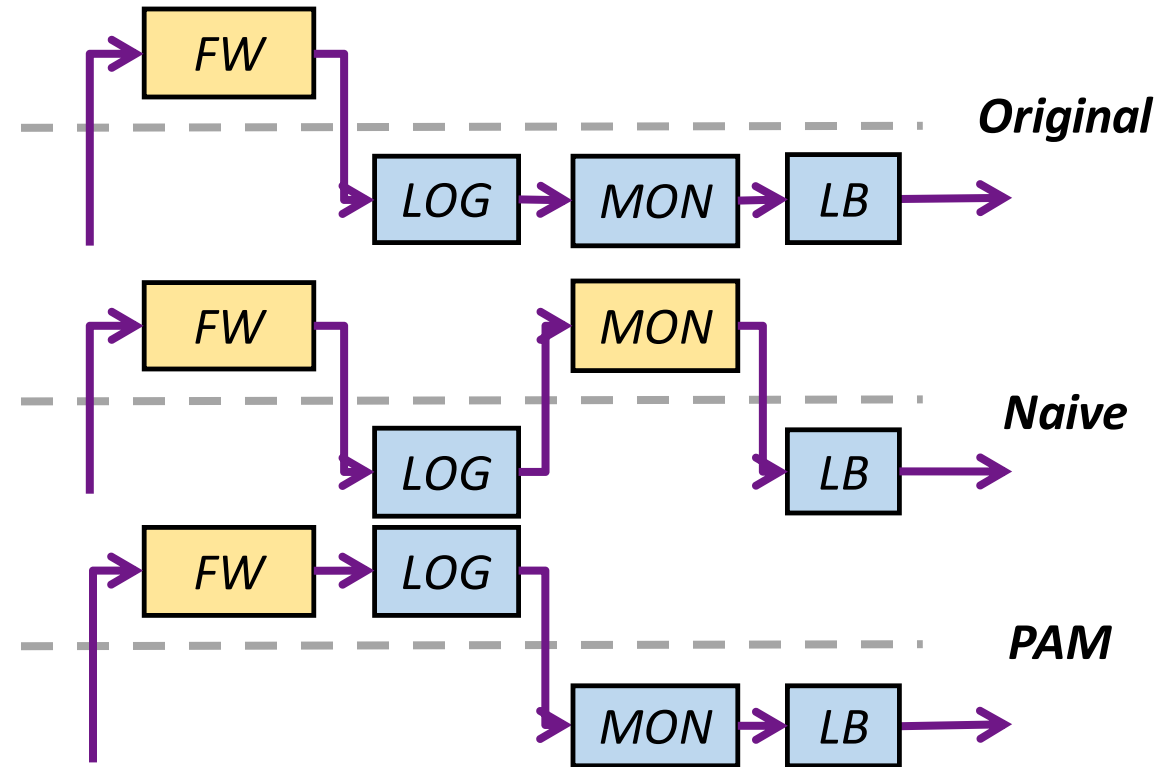 FW
Original
LOG MON LB
FW MON
Naive
LOG LB
FW LOG
PAM
MON LB